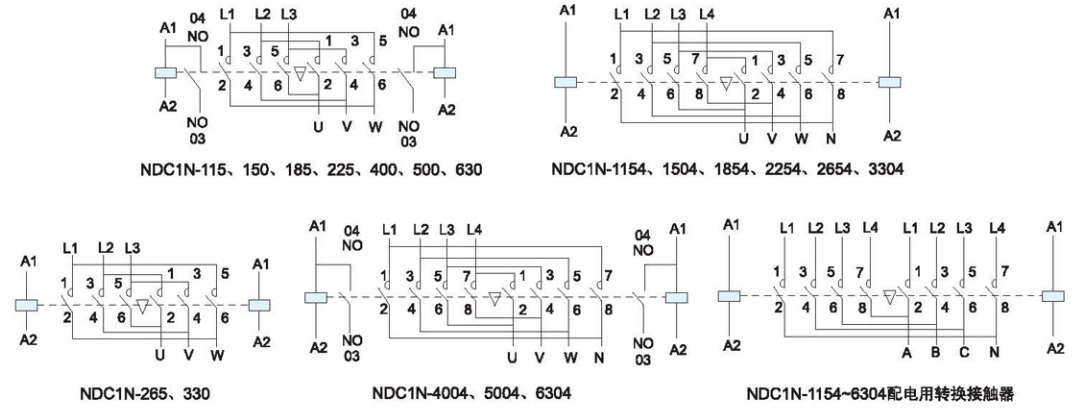 04 L1 L2 L3
A1 NO 1 3 5 NO 04 A1
1 3 5
2 4 6 2 4 6
A2 A2
NO 03 U V W NO 03
NDC1N-115、150、185、225、400、500、630
A1 L1 L2 L3 L4 A1
1 3 5 7 1 3 5 7
2 4 6 8 2 4 6 8
A2 U V W N A2
NDC1N-1154、1504、1854、2254、2654、3304
L1 L2 L3
A1 1 3 5 1 3 5 A1
2 4 6 2 4 6
A2 U V W A2
NDC1N-265、330
A1 04 L1 L2 L3 L4 04 A1
NO NO
1 3 5 7 1 3 5 7
2 4 6 8 2 4 6 8
A2 NO U V W N NO A2
03 03
NDC1N-4004、5004、6304
A1 L1 L2 L3 L4 L1 L2 L3 L4 A1
1 3 5 7 1 3 5 7
2 4 6 8 2 4 6 8
A2 A B C N A2
NDC1N-1154~6304配电用转换接触器